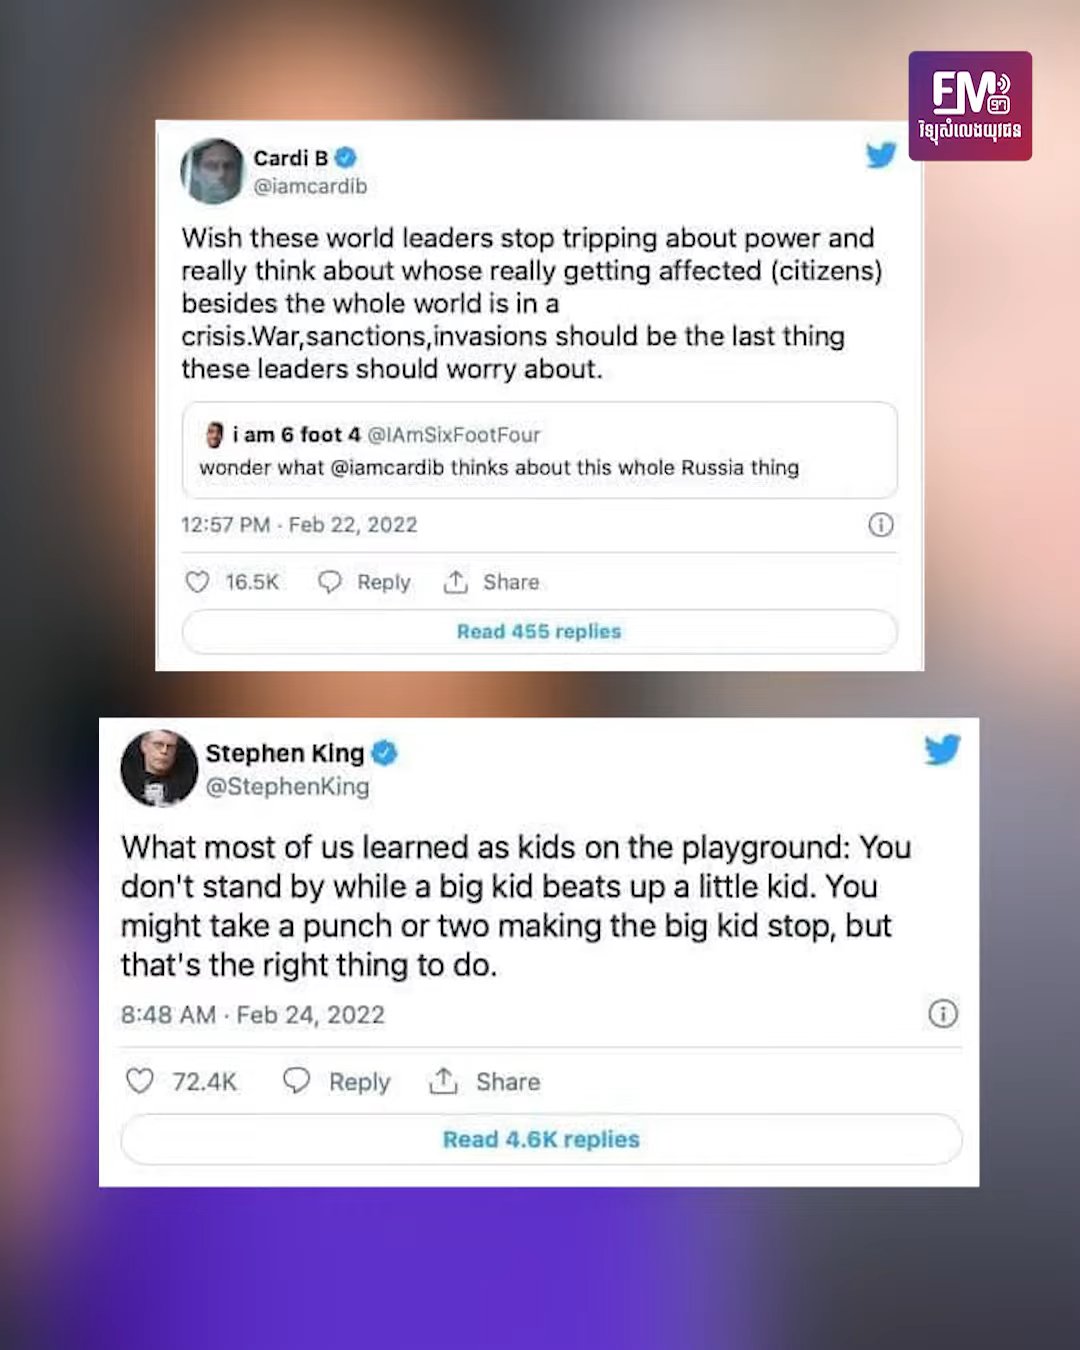 FM
៩៧
វិទ្យុសំលេងយុវជន
Cardi B
@iamcardib
Wish these world leaders stop tripping about power and
really think about whose really getting affected (citizens)
besides the whole world is in a
crisis.War,sanctions,invasions should be the last thing
these leaders should worry about.
i am 6 foot 4 @IAmSixFootFour
wonder what @iamcardib thinks about this whole Russia thing
12:57 PM · Feb 22, 2022
16.5K Reply Share
Read 455 replies
Stephen King
@StephenKing
What most of us learned as kids on the playground: You
don't stand by while a big kid beats up a little kid. You
might take a punch or two making the big kid stop, but
that's the right thing to do.
8:48 AM · Feb 24, 2022
72.4K Reply Share
Read 4.6K replies